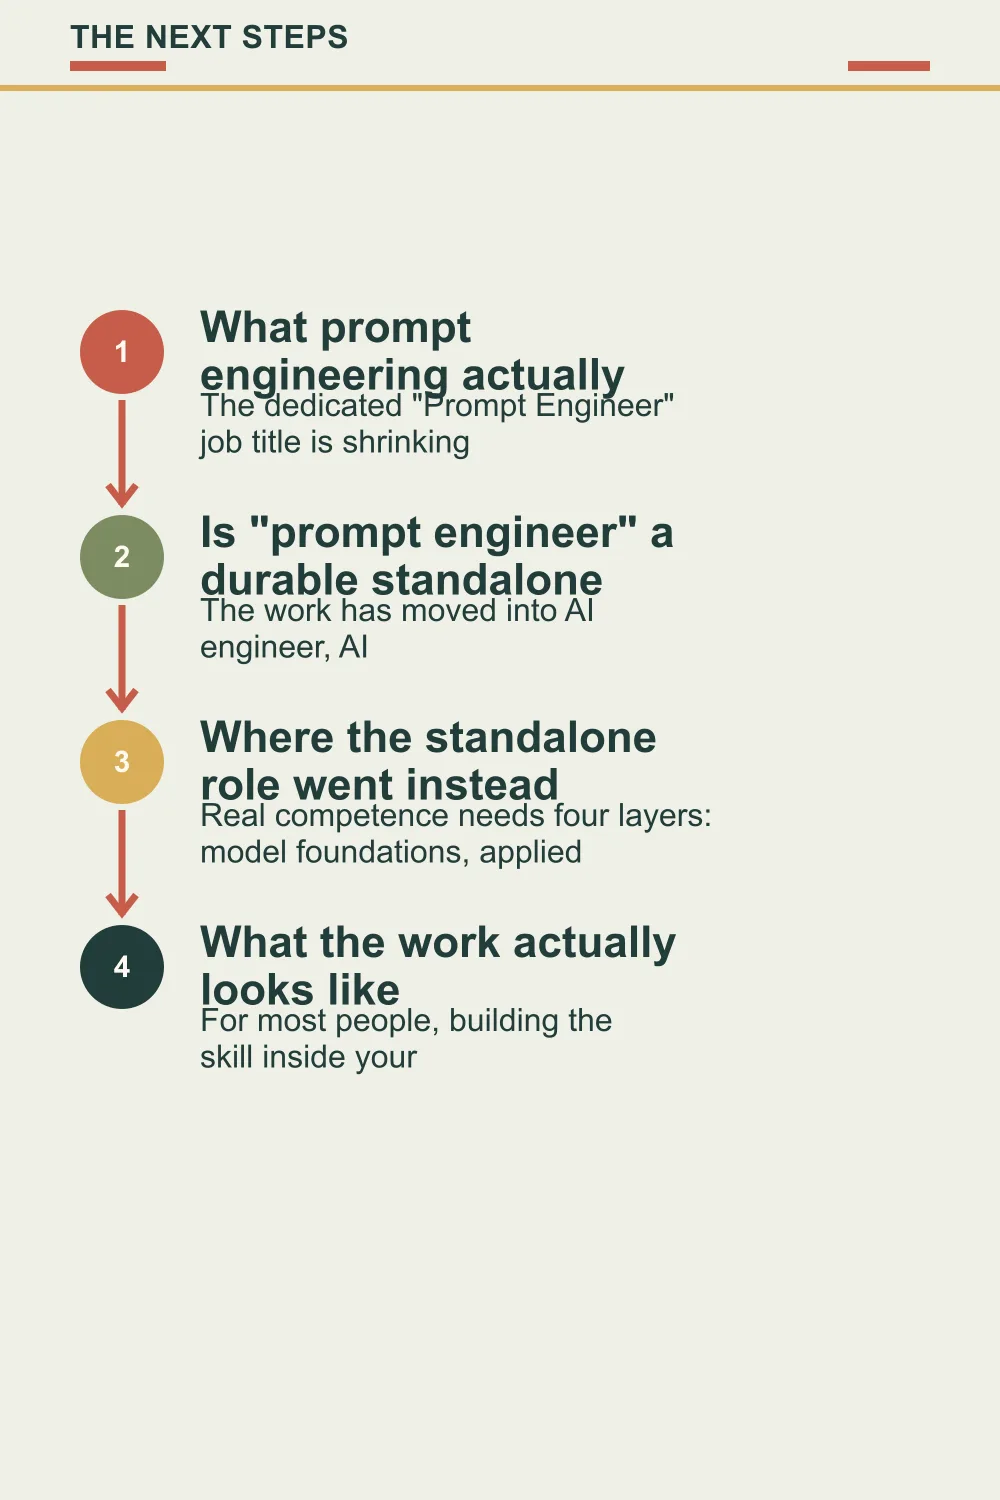 THE NEXT STEPS
1
What prompt
engineering actually
The dedicated "Prompt Engineer"
job title is shrinking
2
Is "prompt engineer" a
durable standalone
The work has moved into AI
engineer, AI
3
Where the standalone
role went instead
Real competence needs four layers:
model foundations, applied
4
What the work actually
looks like
For most people, building the
skill inside your